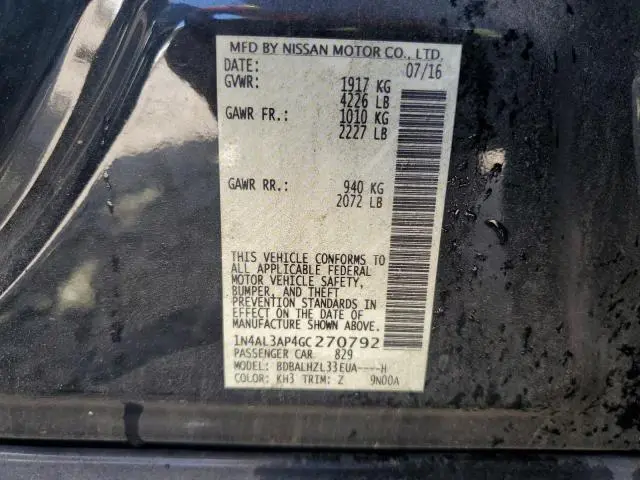 MFD BY NISSAN MOTOR CO., LTD.
DATE: 07/16
GVWR: 1917 KG
4226 LB
GAWR FR.: 1010 KG
2227 LB
GAWR RR.: 940 KG
2072 LB
THIS VEHICLE CONFORMS TO
ALL APPLICABLE FEDERAL
MOTOR VEHICLE SAFETY,
BUMPER, AND THEFT
PREVENTION STANDARDS IN
EFFECT ON THE DATE OF
MANUFACTURE SHOWN ABOVE.
1N4AL3AP4GC270792
PASSENGER CAR 829
MODEL: BDBALHZL33EUA----H
COLOR: KH3 TRIM: Z 9N00A